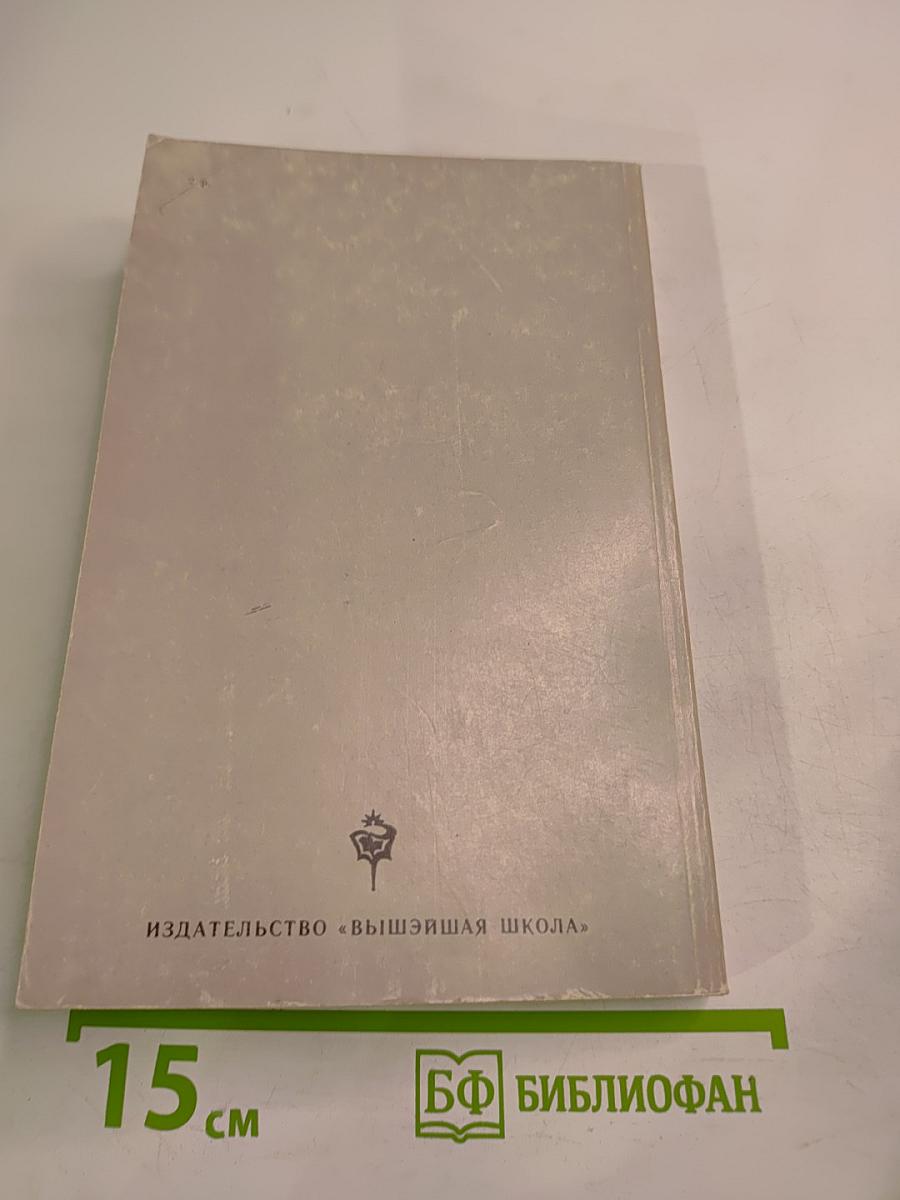 ИЗДАТЕЛЬСТВО «ВЫШЭЙШАЯ ШКОЛА»
15 см
БФ БИБЛИОФАН